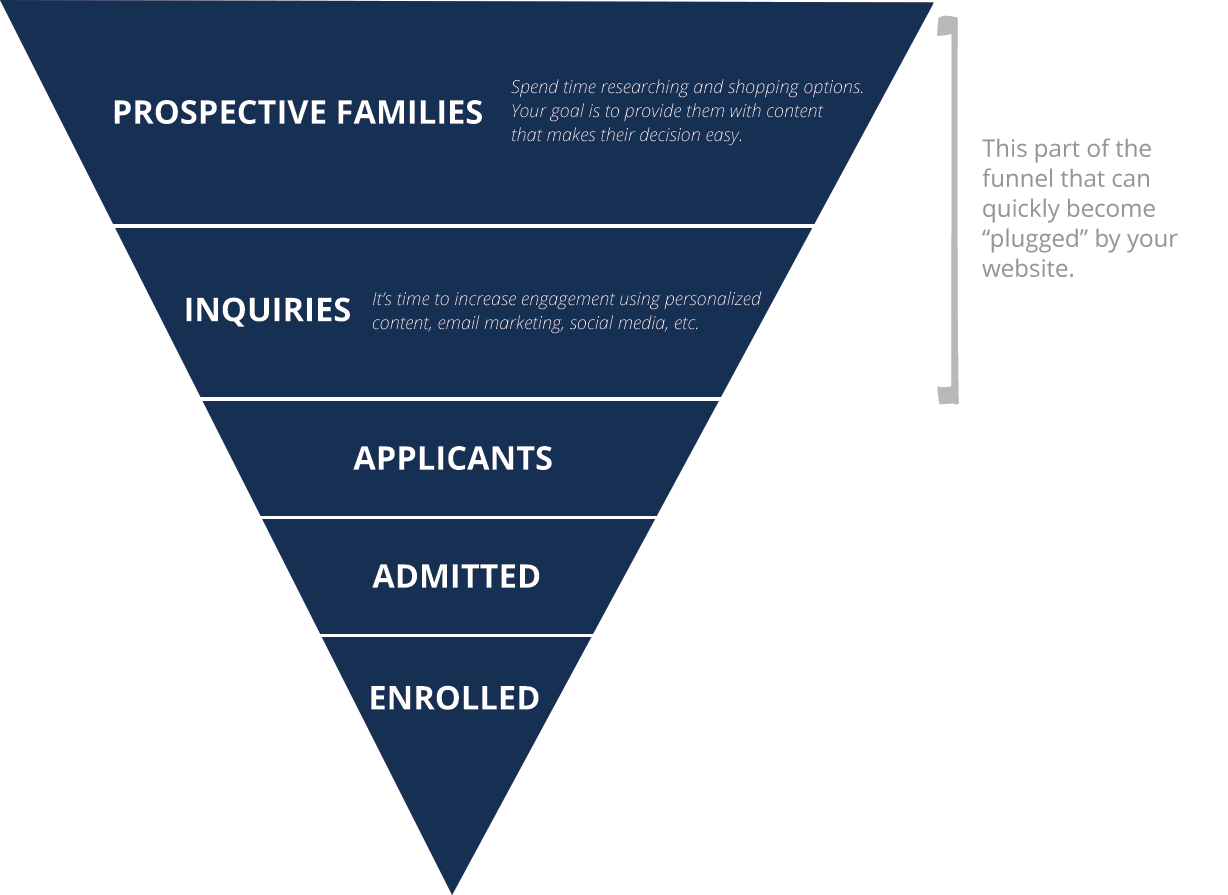 PROSPECTIVE FAMILIES
Spend time researching and shopping options.
Your goal is to provide them with content
that makes their decision easy.
This part of the
funnel that can
quickly become
“plugged” by your
website.
INQUIRIES
It’s time to increase engagement using personalized
content, email marketing, social media, etc.
APPLICANTS
ADMITTED
ENROLLED